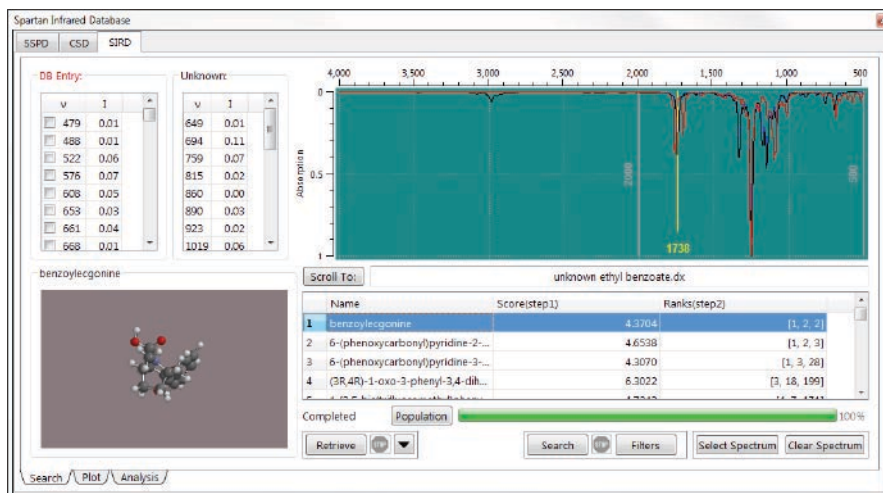 Spartan Infrared Database
SSPD CSD SIRD
DB Entry: Unknown:
ν I ν I
479 0.01 649 0.01
488 0.01 694 0.11
522 0.06 759 0.07
576 0.07 815 0.02
608 0.05 860 0.00
653 0.03 890 0.03
661 0.04 923 0.02
668 0.01 1019 0.06
4,000 3,500 3,000 2,500 2,000 1,500 1,000 500
Absorption
0
0.5
1
2000
500
1738
benzoylecgonine
Scroll To: unknown ethyl benzoate.dx
Name Score(step1) Ranks(step2)
1 benzoylecgonine 4.3704 [1, 2, 2]
2 6-(phenoxycarbonyl)pyridine-2-... 4.6538 [1, 2, 3]
3 6-(phenoxycarbonyl)pyridine-3-... 4.3070 [1, 3, 28]
4 (3R,4R)-1-oxo-3-phenyl-3,4-dih... 6.3022 [3, 18, 199]
Completed Population 100%
Retrieve STOP Search STOP Filters Select Spectrum Clear Spectrum
Search Plot Analysis